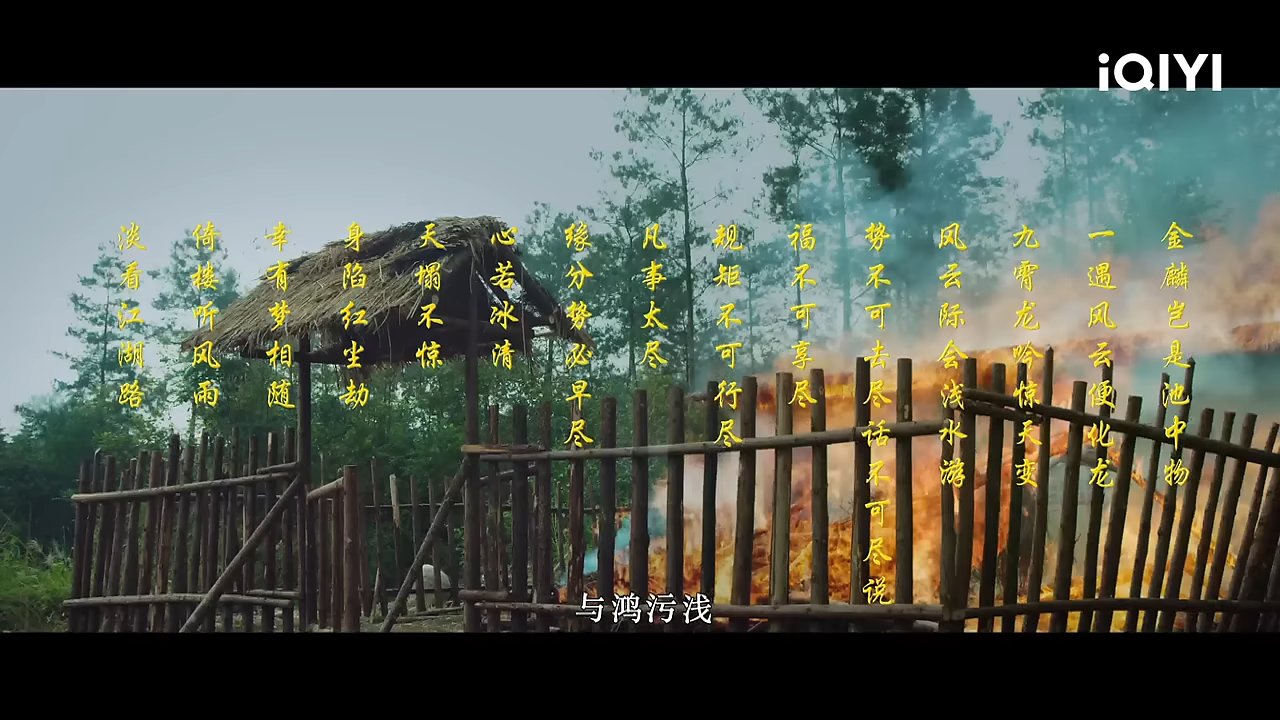 iQIYI
金麟岂是池中物
一遇风云便化龙
九霄龙吟惊天变
风云际会浅水游
势不可去尽话不可尽说
福不可享尽
规矩不可行尽
凡事太尽
缘分势必早尽
心若冰清
天塌不惊
身陷红尘劫
幸有梦相随
倚楼听风雨
淡看江湖路
与鸿污浅